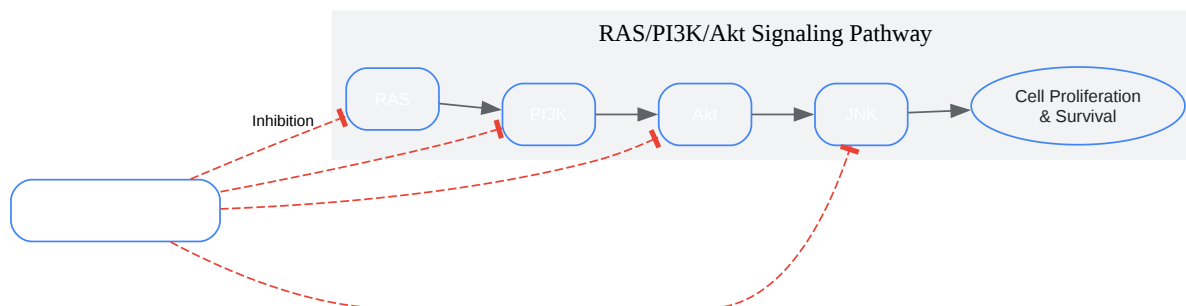 RAS/PI3K/Akt Signaling Pathway
RAS
PI3K
Akt
JNK
Cell Proliferation
& Survival
Inhibition